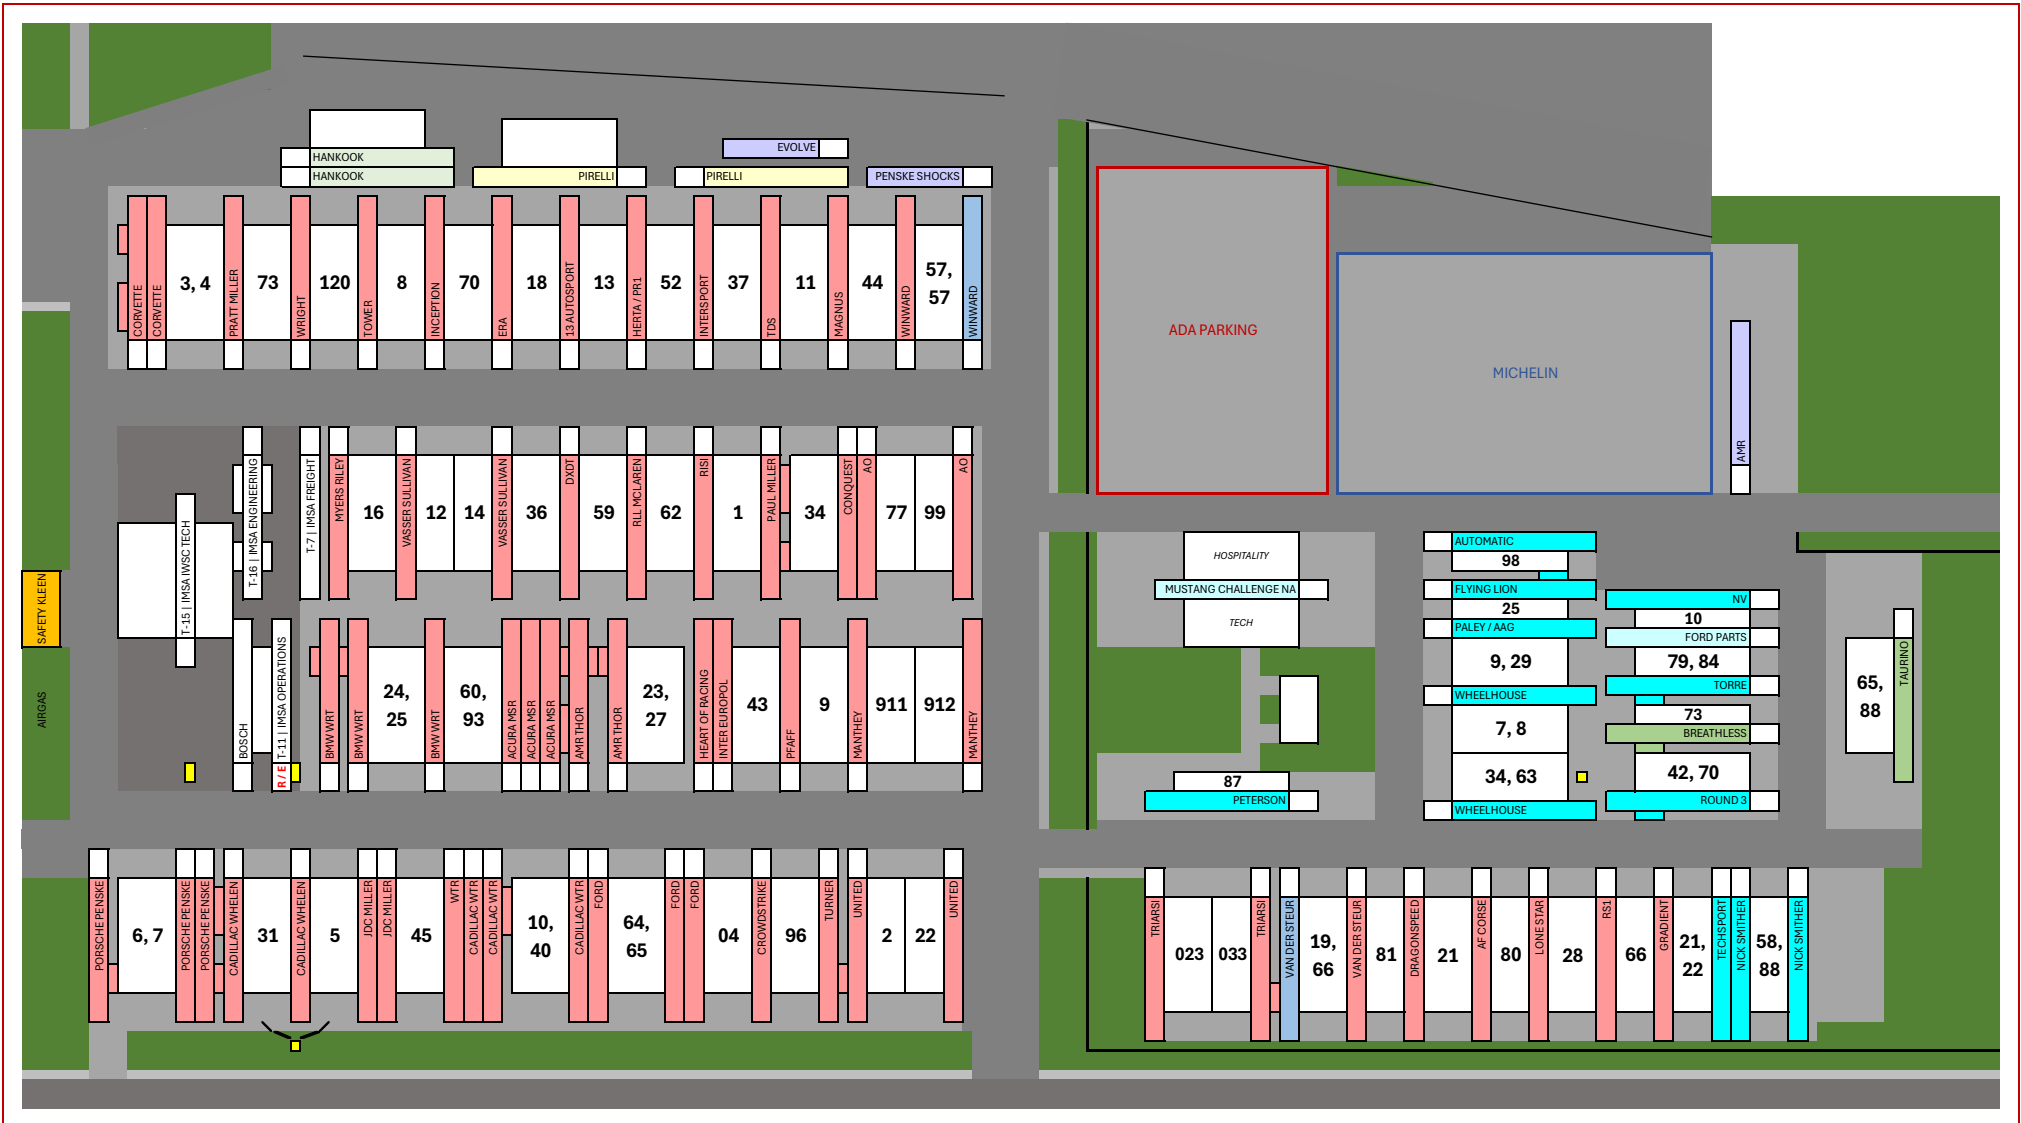 HANKOOK
HANKOOK
PIRELLI
PIRELLI
EVOLVE
PENSKE SHOCKS
CORVETTE
CORVETTE
3, 4
PRATT MILLER
73
WRIGHT
120
TOWER
8
INCEPTION
70
ERA
18
13 AUTOSPORT
13
HERTA / PR1
52
INTERSPORT
37
TDS
11
MAGNUS
44
WINWARD
57,
57
WINWARD
ADA PARKING
MICHELIN
AMR
T-15 | IMSA IWSC TECH
T-16 | IMSA ENGINEERING
T-7 | IMSA FREIGHT
MYERS RILEY
16
VASSER SULLIVAN
12
14
VASSER SULLIVAN
36
DXDT
59
RLL MCLAREN
62
RISI
1
PAUL MILLER
34
CONQUEST
AO
77
99
AO
SAFETY KLEEN
AIRGAS
BOSCH
R / E T-11 | IMSA OPERATIONS
BMW WRT
BMW WRT
24,
25
BMW WRT
60,
93
ACURA MSR
ACURA MSR
ACURA MSR
AMR THOR
AMR THOR
23,
27
HEART OF RACING
INTER EUROPOL
43
PFAFF
9
MANTHEY
911
912
MANTHEY
HOSPITALITY
MUSTANG CHALLENGE NA
TECH
87
PETERSON
AUTOMATIC
98
FLYING LION
25
PALEY / AAG
9, 29
WHEELHOUSE
7, 8
34, 63
WHEELHOUSE
NV
10
FORD PARTS
79, 84
TORRE
73
BREATHLESS
42, 70
ROUND 3
65,
88
TAURINO
PORSCHE PENSKE
6, 7
PORSCHE PENSKE
PORSCHE PENSKE
CADILLAC WHELEN
31
CADILLAC WHELEN
5
JDC MILLER
JDC MILLER
45
WTR
CADILLAC WTR
CADILLAC WTR
10,
40
CADILLAC WTR
FORD
64,
65
FORD
FORD
04
CROWDSTRIKE
96
TURNER
UNITED
2
22
UNITED
TRIARSI
023
033
TRIARSI
VAN DER STEUR
19,
66
VAN DER STEUR
81
DRAGONSPEED
21
AF CORSE
80
LONE STAR
28
RS1
66
GRADIENT
21,
22
TECHSPORT
NICK SMITHER
58,
88
NICK SMITHER